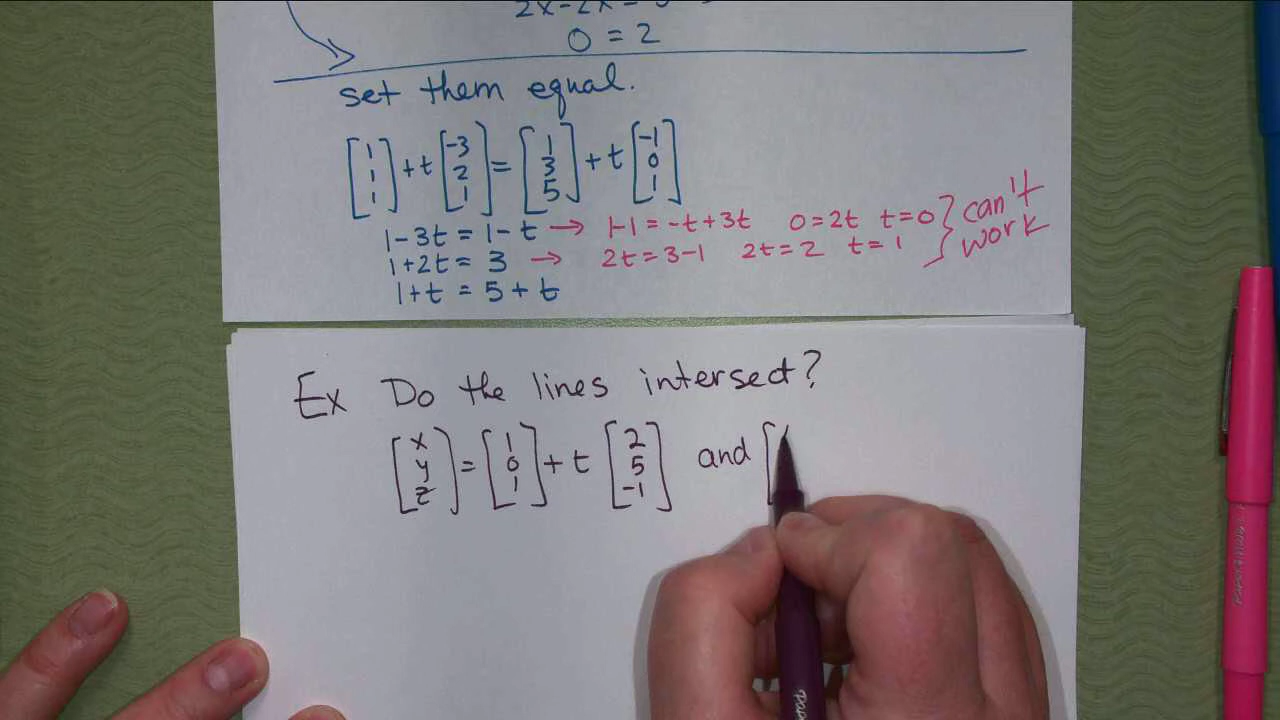 0 = 2
set them equal.
[1 1 1] + t [-3 2 1] = [1 3 5] + t [-1 0 1]
1-3t = 1-t → 1-1 = -t+3t 0=2t t=0 } can't
1+2t = 3 → 2t=3-1 2t=2 t=1 } work
1+t = 5+t
Ex Do the lines intersect?
[x y z] = [1 0 1] + t [2 5 -1] and [